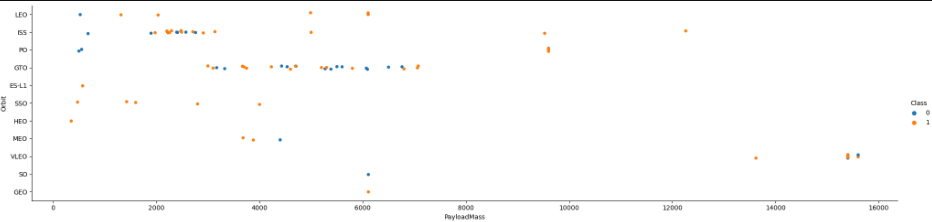 LEO
ISS
PO
GTO
ES-L1
SSO
HEO
MEO
VLEO
SO
GEO
Orbit
0
2000
4000
6000
8000
10000
12000
14000
16000
PayloadMass
Class
0
1